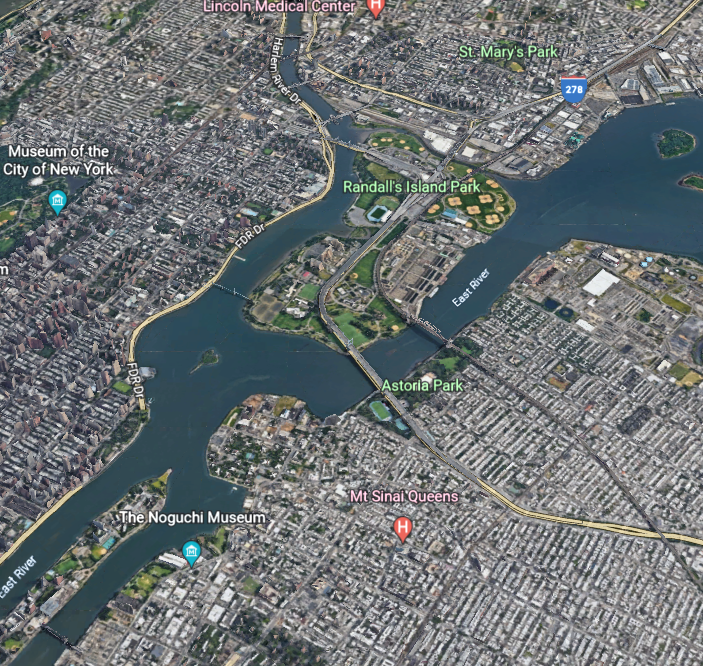 Lincoln Medical Center
H
Harlem River Dr
St. Mary's Park
278
Museum of the
City of New York
Randall's Island Park
FDR Dr
m
East River
FDR Dr
Astoria Park
Mt Sinai Queens
H
The Noguchi Museum
East River